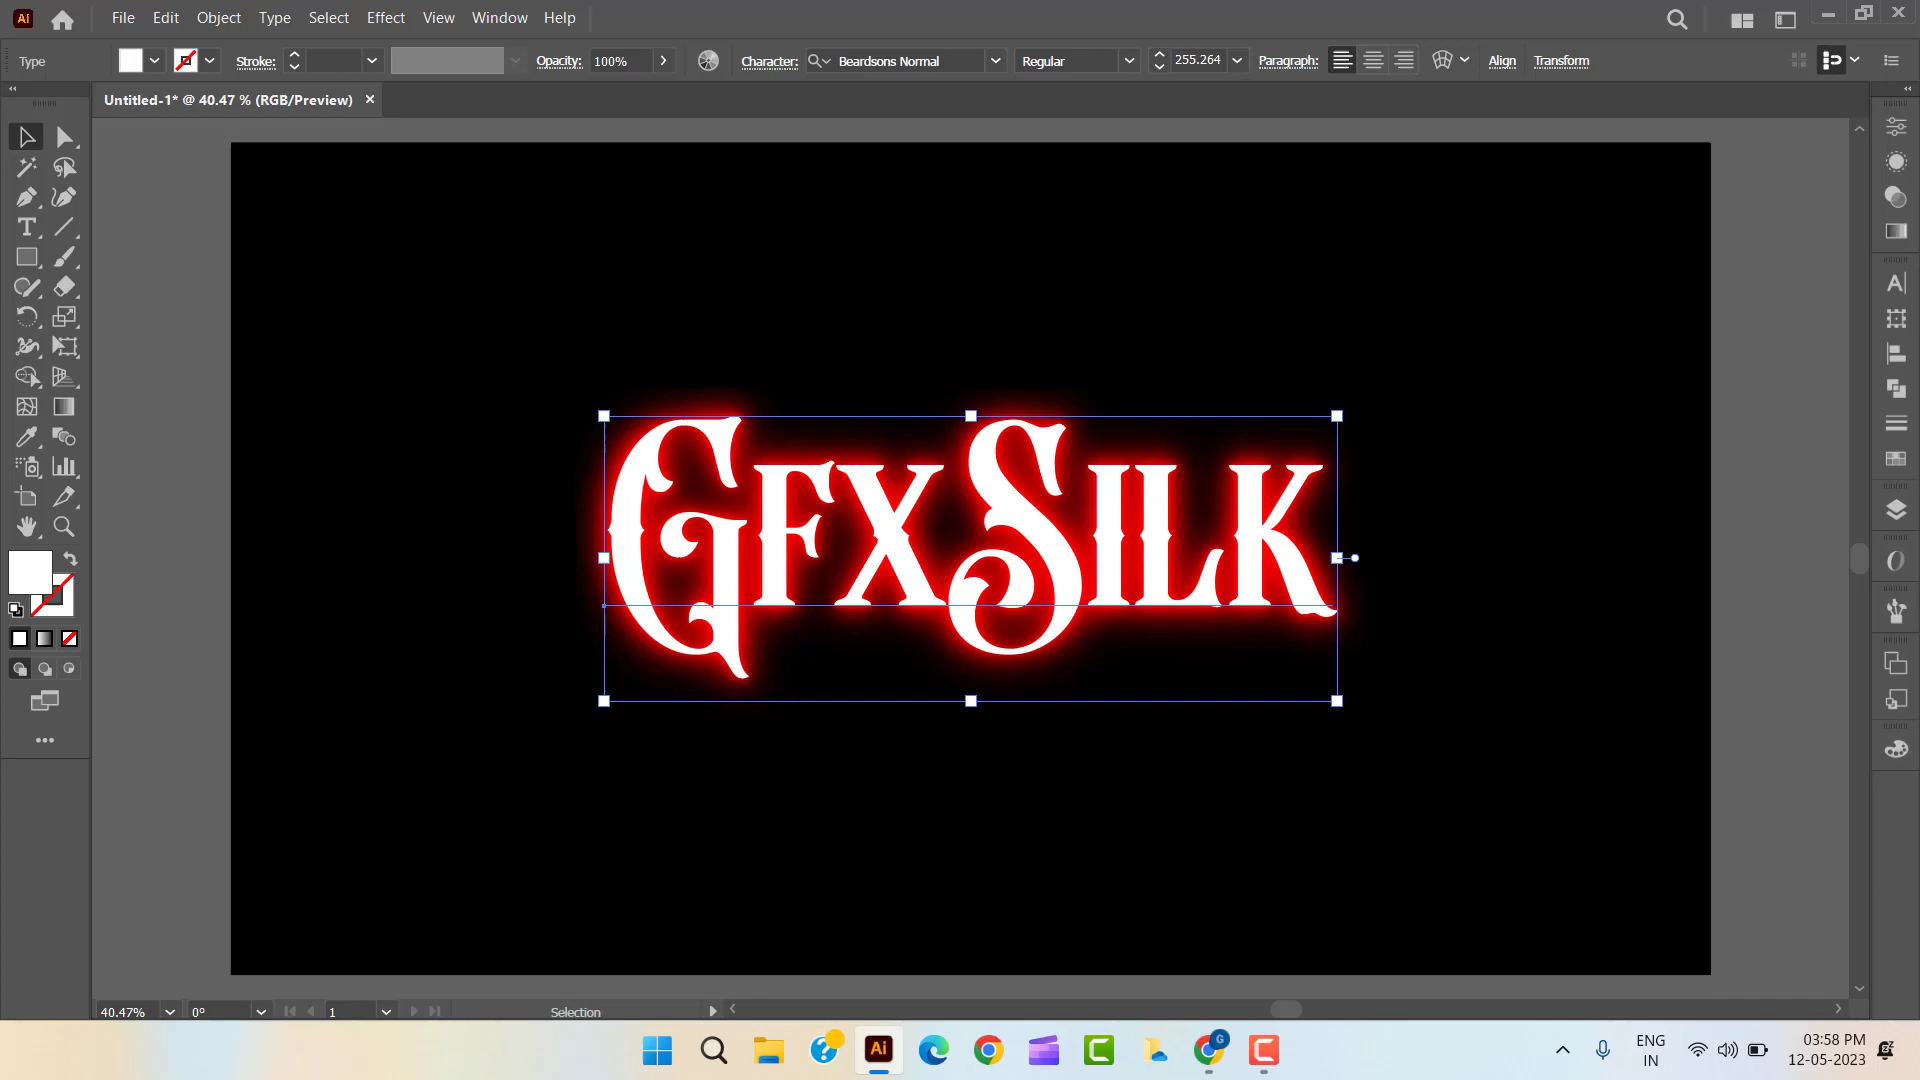 Ai File Edit Object Type Select Effect View Window Help
Type Stroke: Opacity: 100% Character: Beardsons Normal Regular 255.264 Paragraph: Align Transform
Untitled-1* @ 40.47 % (RGB/Preview) ×
GFXSILK
40.47% 0° 1 Selection
Ai G ENG 03:58 PM
IN 12-05-2023